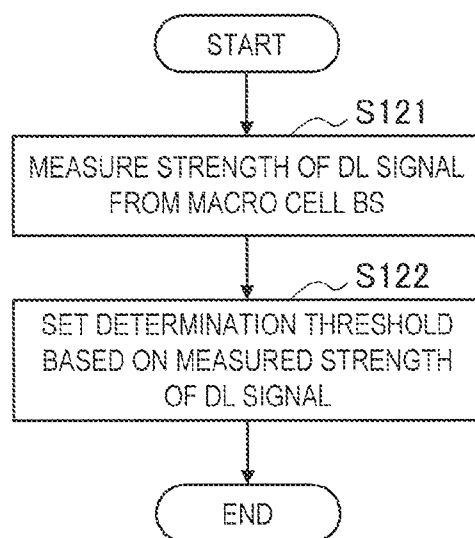 START
S121
MEASURE STRENGTH OF DL SIGNAL
FROM MACRO CELL BS
S122
SET DETERMINATION THRESHOLD
BASED ON MEASURED STRENGTH
OF DL SIGNAL
END